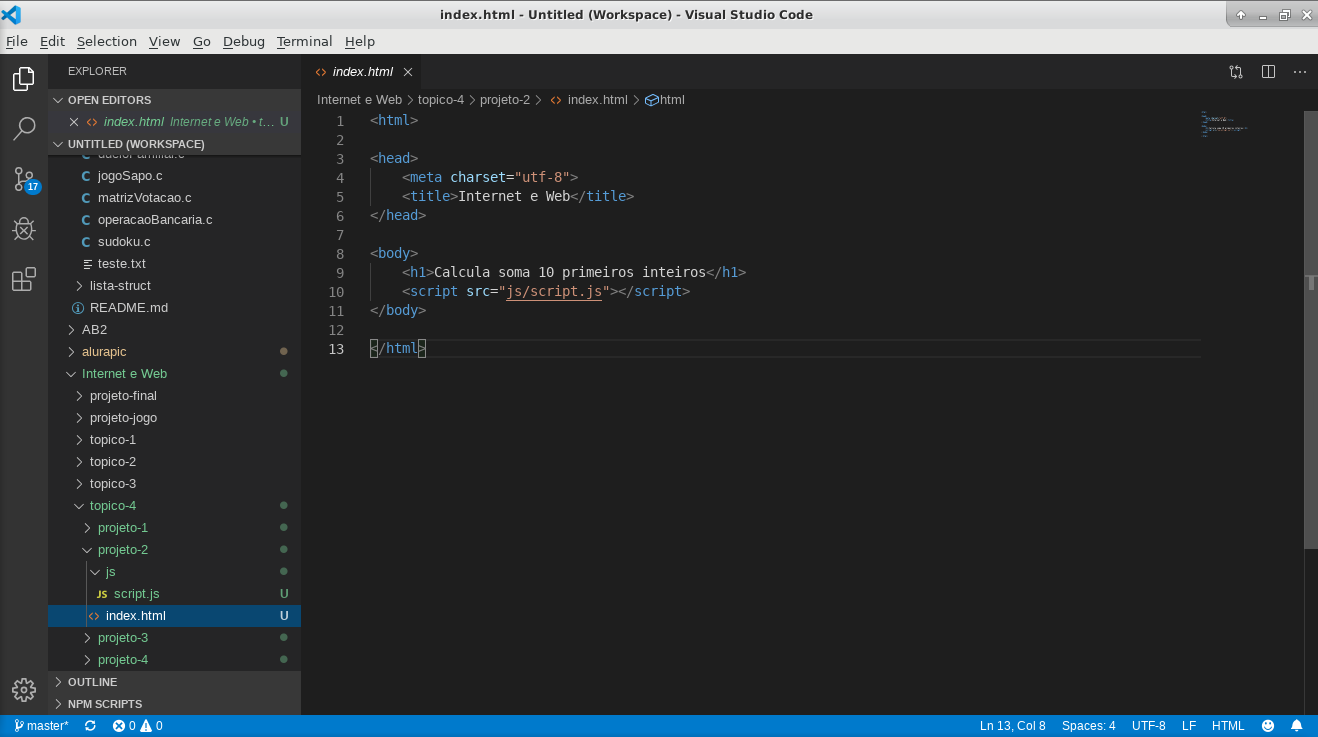 index.html - Untitled (Workspace) - Visual Studio Code
File Edit Selection View Go Debug Terminal Help
EXPLORER
OPEN EDITORS
index.html Internet e Web • t... U
UNTITLED (WORKSPACE)
C jogoSapo.c
C matrizVotacao.c
C operacaoBancaria.c
C sudoku.c
teste.txt
lista-struct
README.md
AB2
alurapic
Internet e Web
projeto-final
projeto-jogo
topico-1
topico-2
topico-3
topico-4
projeto-1
projeto-2
js
JS script.js U
index.html U
projeto-3
projeto-4
OUTLINE
NPM SCRIPTS
17
index.html
Internet e Web > topico-4 > projeto-2 > index.html > html
1 <html>
2
3 <head>
4 <meta charset="utf-8">
5 <title>Internet e Web</title>
6 </head>
7
8 <body>
9 <h1>Calcula soma 10 primeiros inteiros</h1>
10 <script src="js/script.js"></script>
11 </body>
12
13 </html>
master* 0 0 Ln 13, Col 8 Spaces: 4 UTF-8 LF HTML